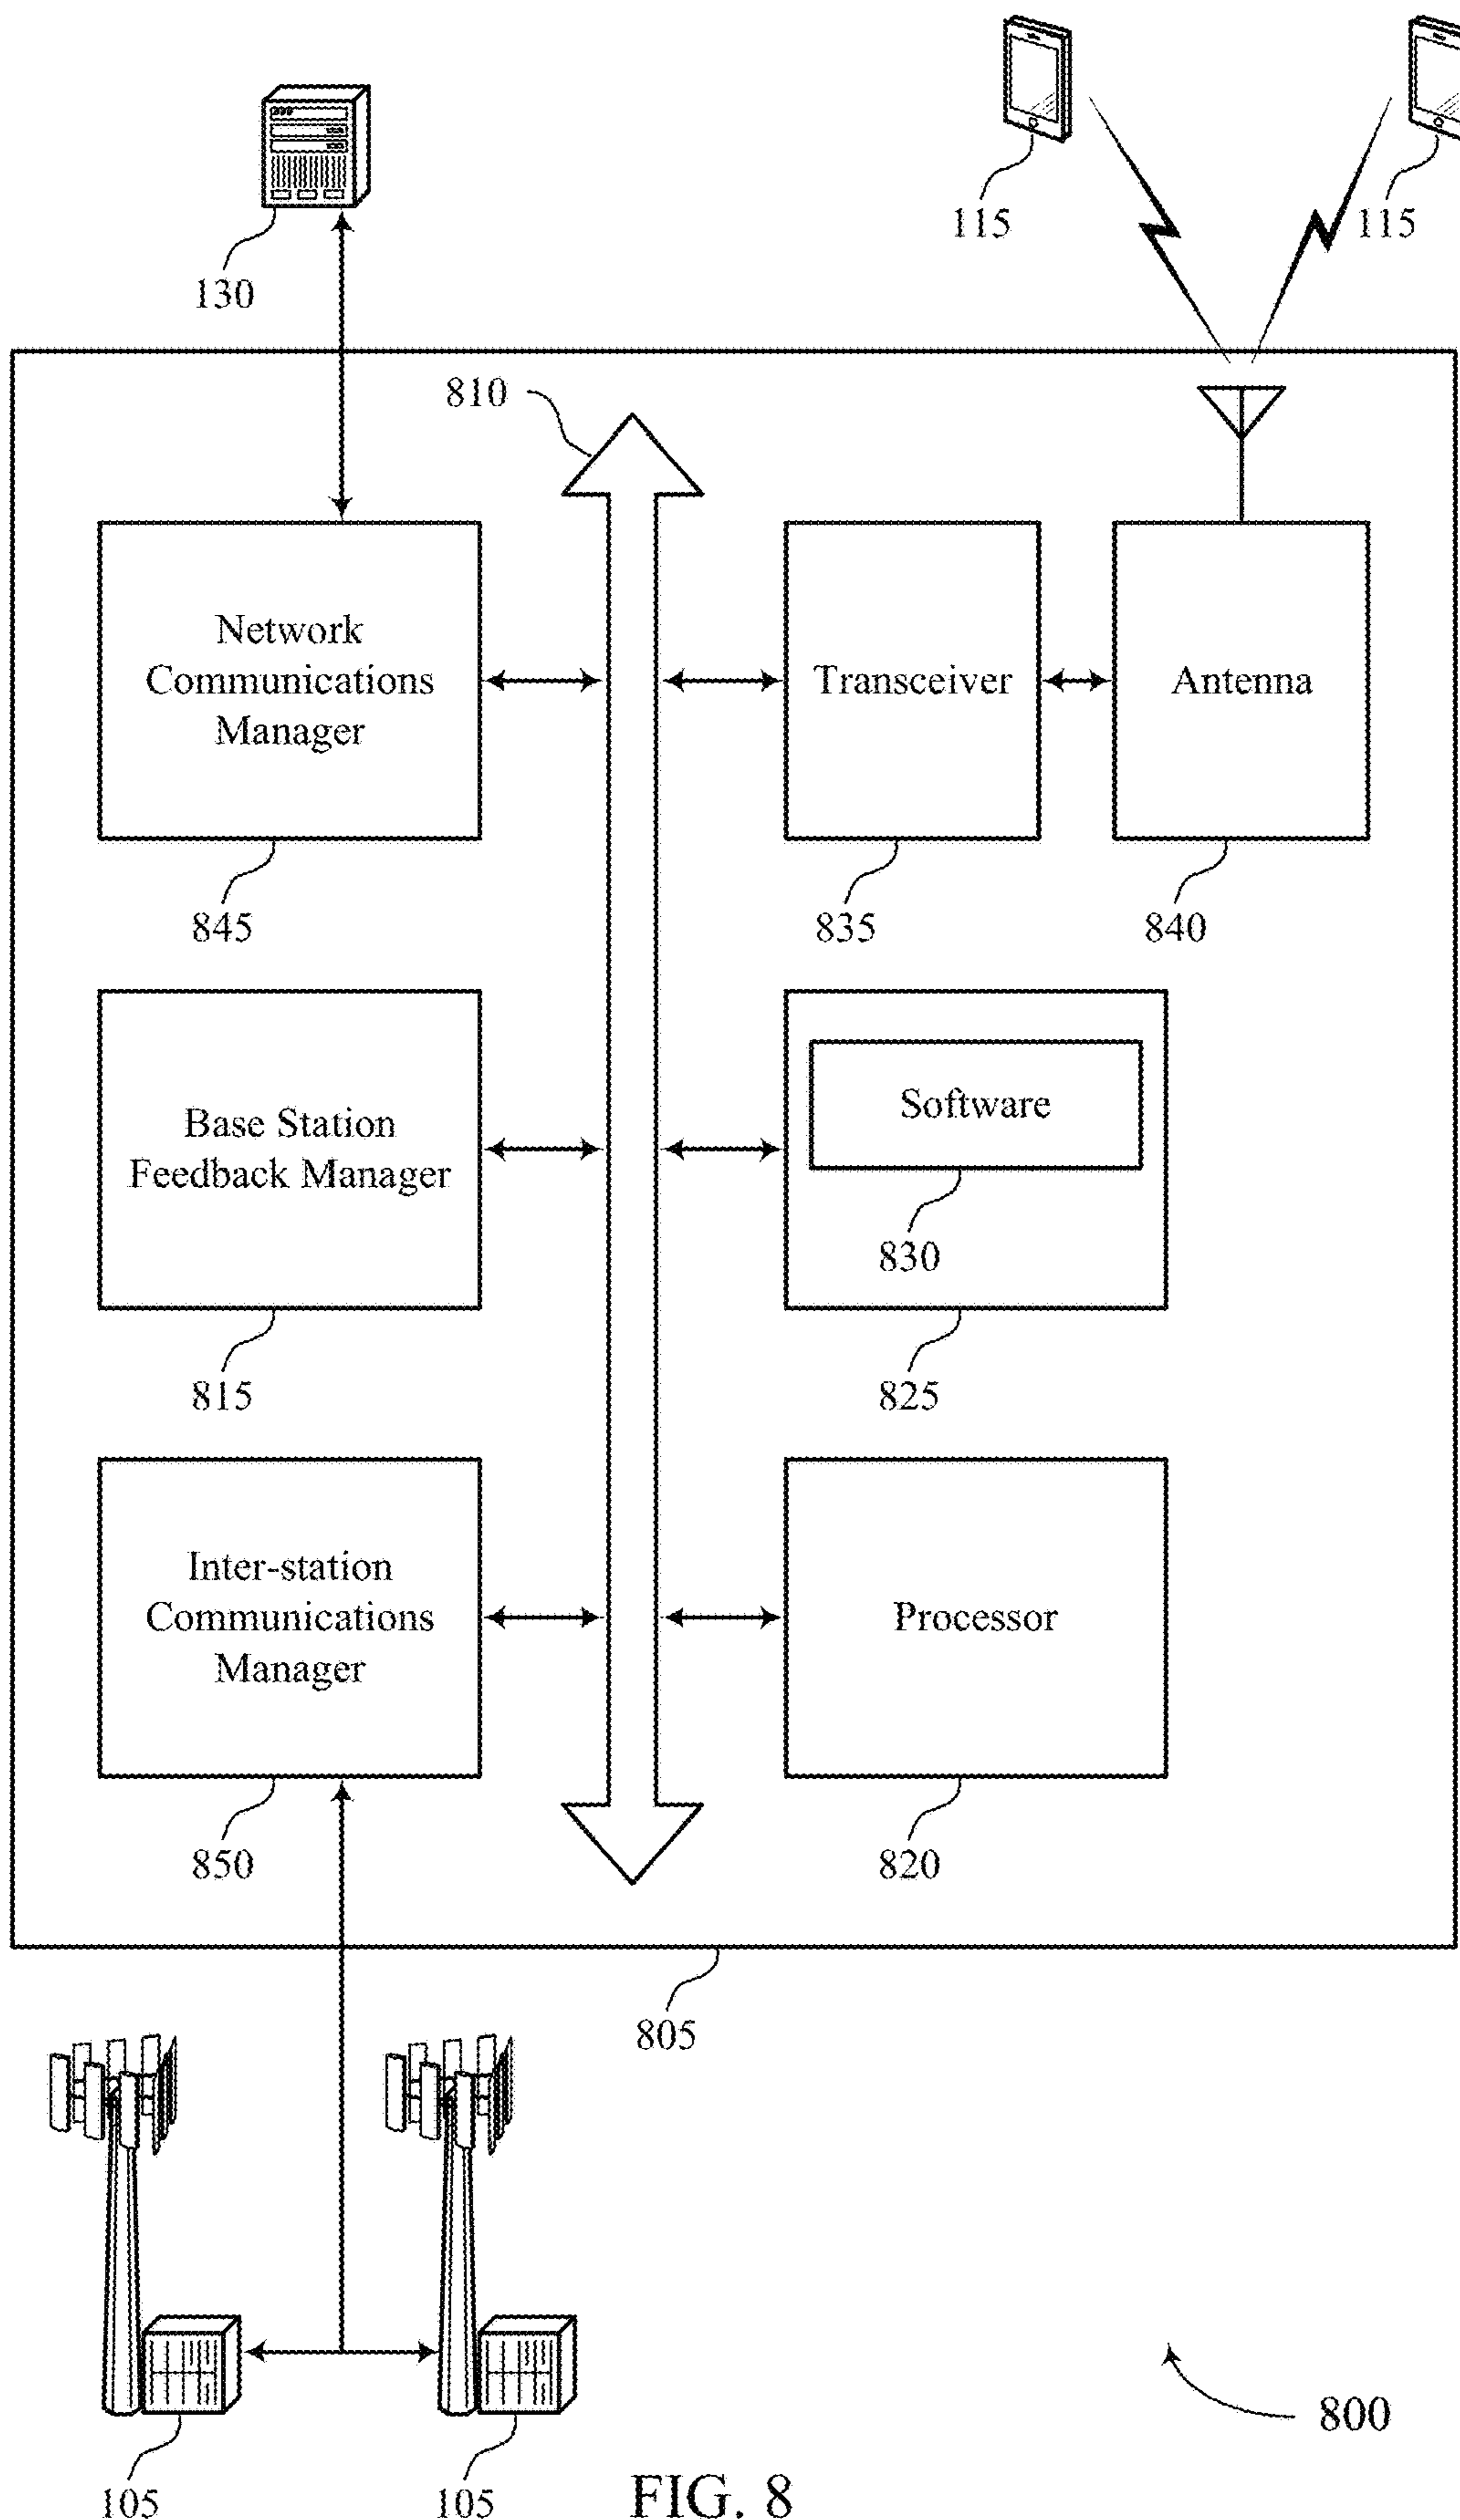 115
115
130
810
Network
Communications
Manager
Transceiver
Antenna
845
835
840
Base Station
Feedback Manager
Software
830
815
825
Inter-station
Communications
Manager
Processor
850
820
805
800
105
105
FIG. 8